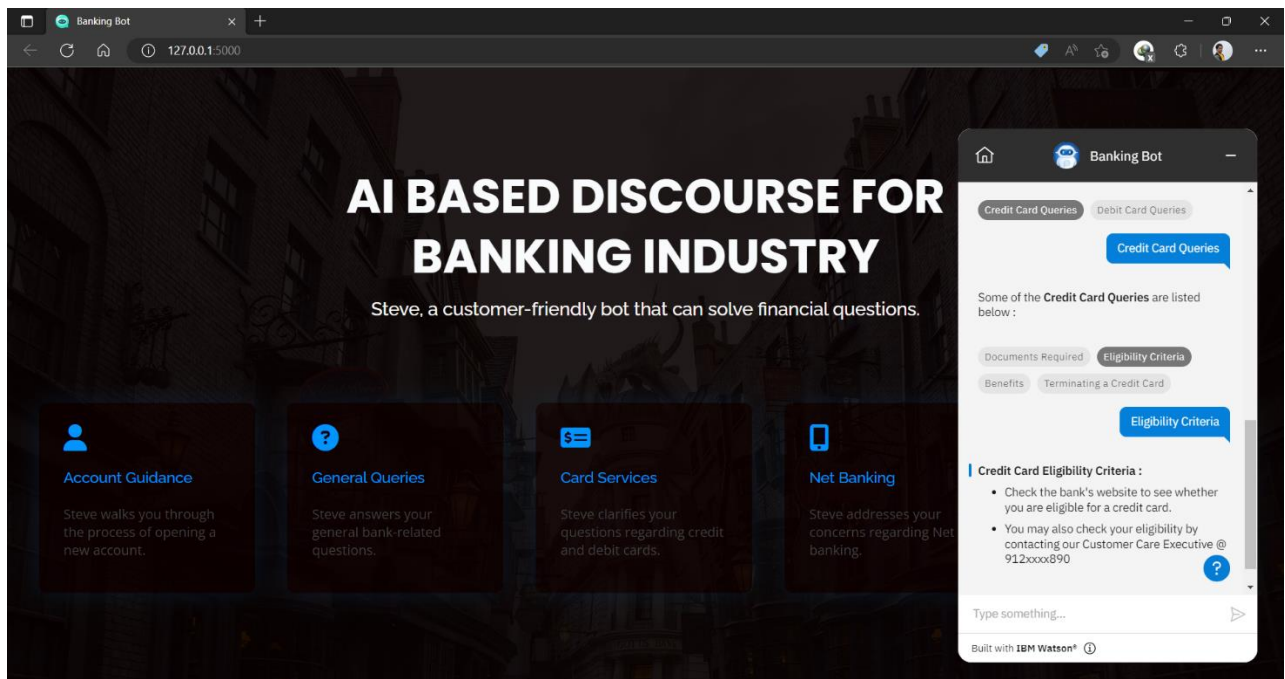 Banking Bot
127.0.0.1:5000
AI BASED DISCOURSE FOR
BANKING INDUSTRY
Steve, a customer-friendly bot that can solve financial questions.
Account Guidance
Steve walks you through
the process of opening a
new account.
General Queries
Steve answers your
general bank-related
questions.
Card Services
Steve clarifies your
questions regarding credit
and debit cards.
Net Banking
Steve addresses your
concerns regarding Net
banking.
Banking Bot
Credit Card Queries Debit Card Queries
Credit Card Queries
Some of the Credit Card Queries are listed
below :
Documents Required Eligibility Criteria
Benefits Terminating a Credit Card
Eligibility Criteria
Credit Card Eligibility Criteria :
• Check the bank's website to see whether
you are eligible for a credit card.
• You may also check your eligibility by
contacting our Customer Care Executive @
912xxxx890
Type something...
Built with IBM Watson®